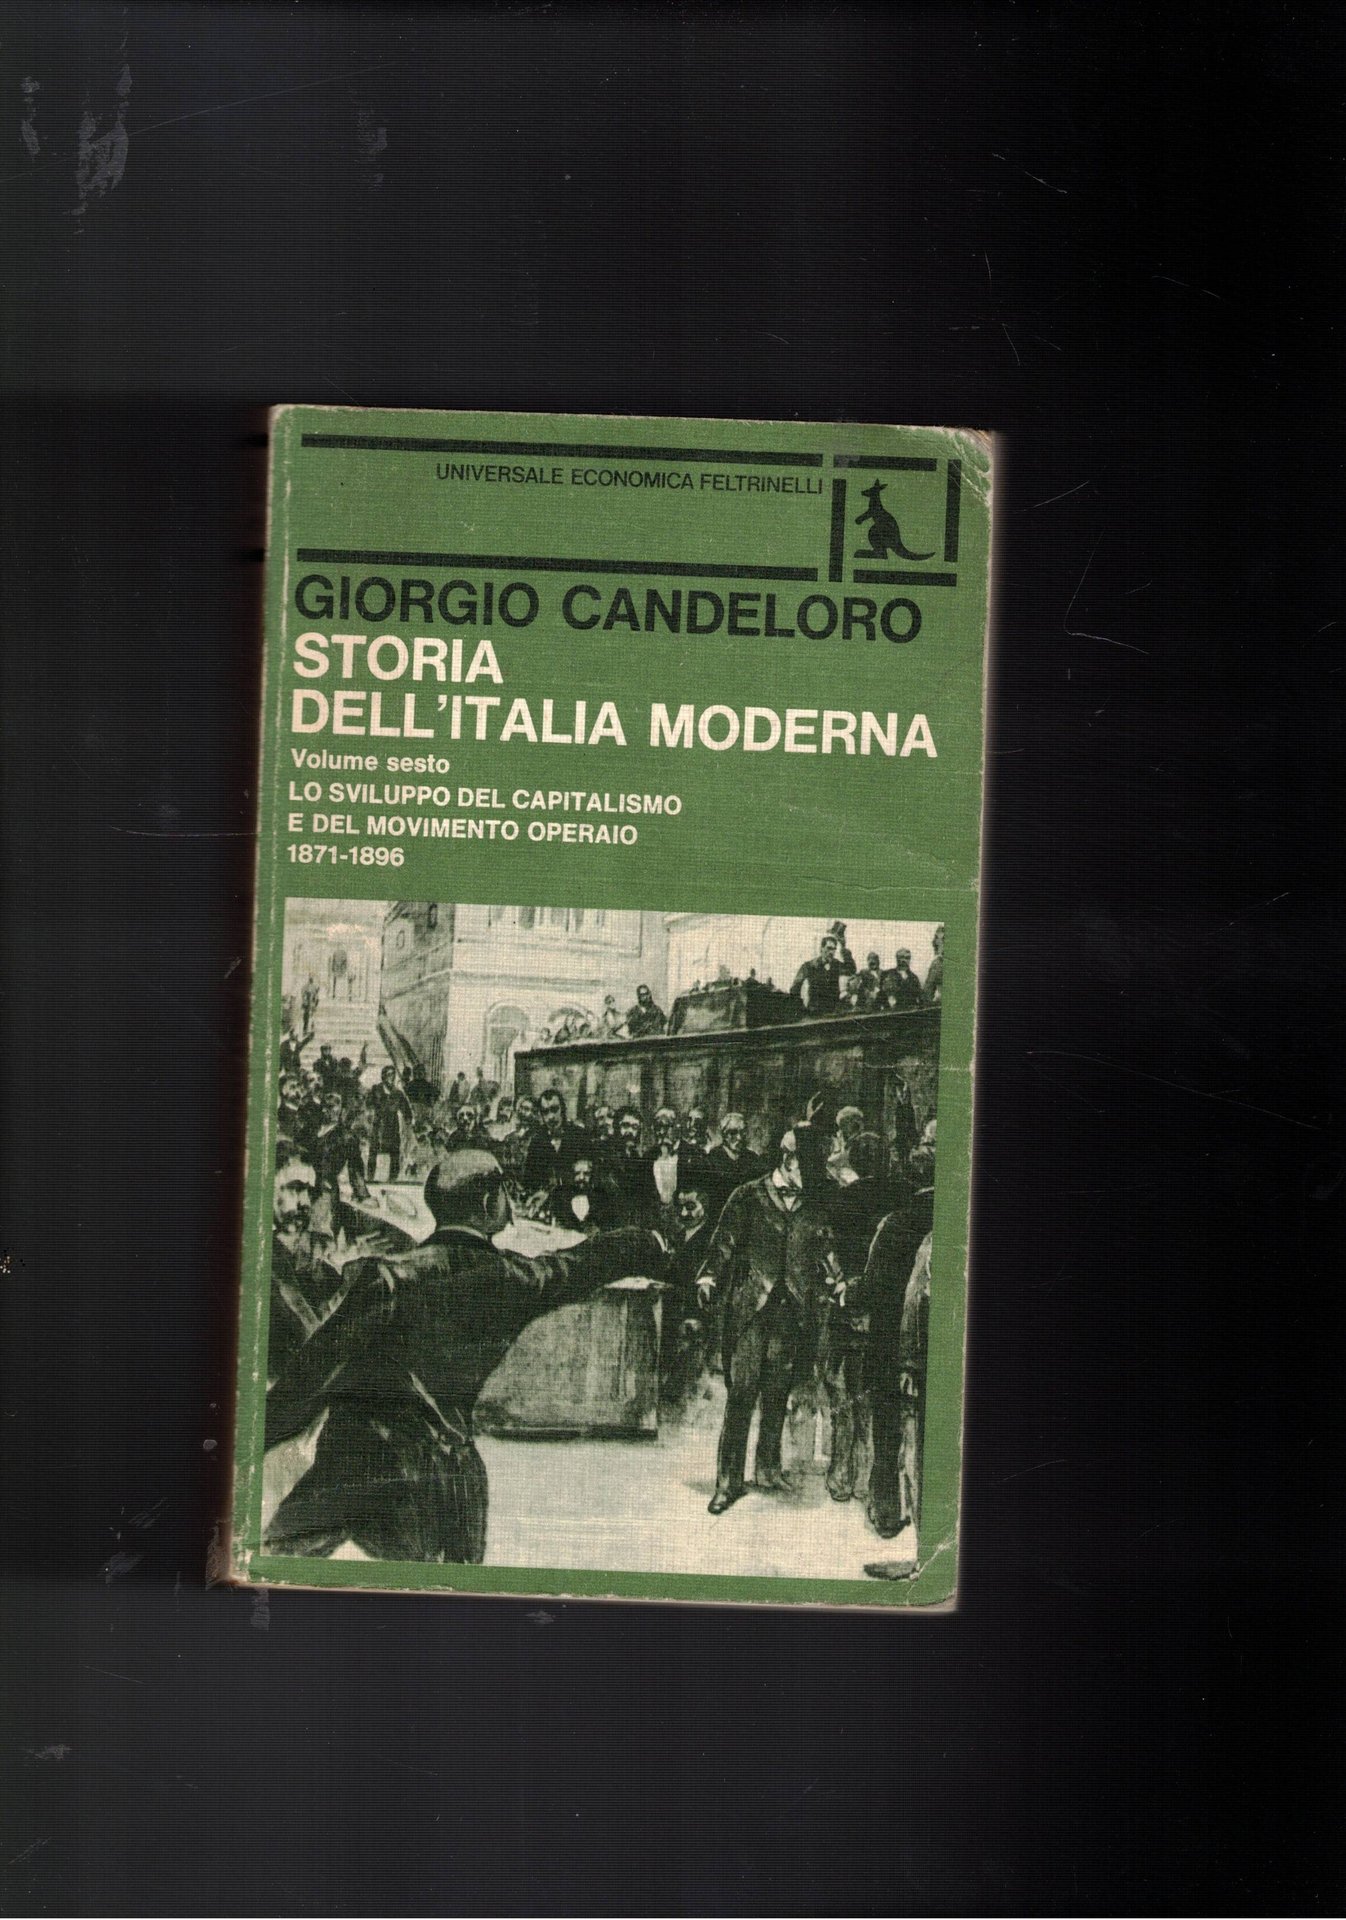 UNIVERSALE ECONOMICA FELTRINELLI
GIORGIO CANDELORO
STORIA
DELL'ITALIA MODERNA
Volume sesto
LO SVILUPPO DEL CAPITALISMO
E DEL MOVIMENTO OPERAIO
1871-1896